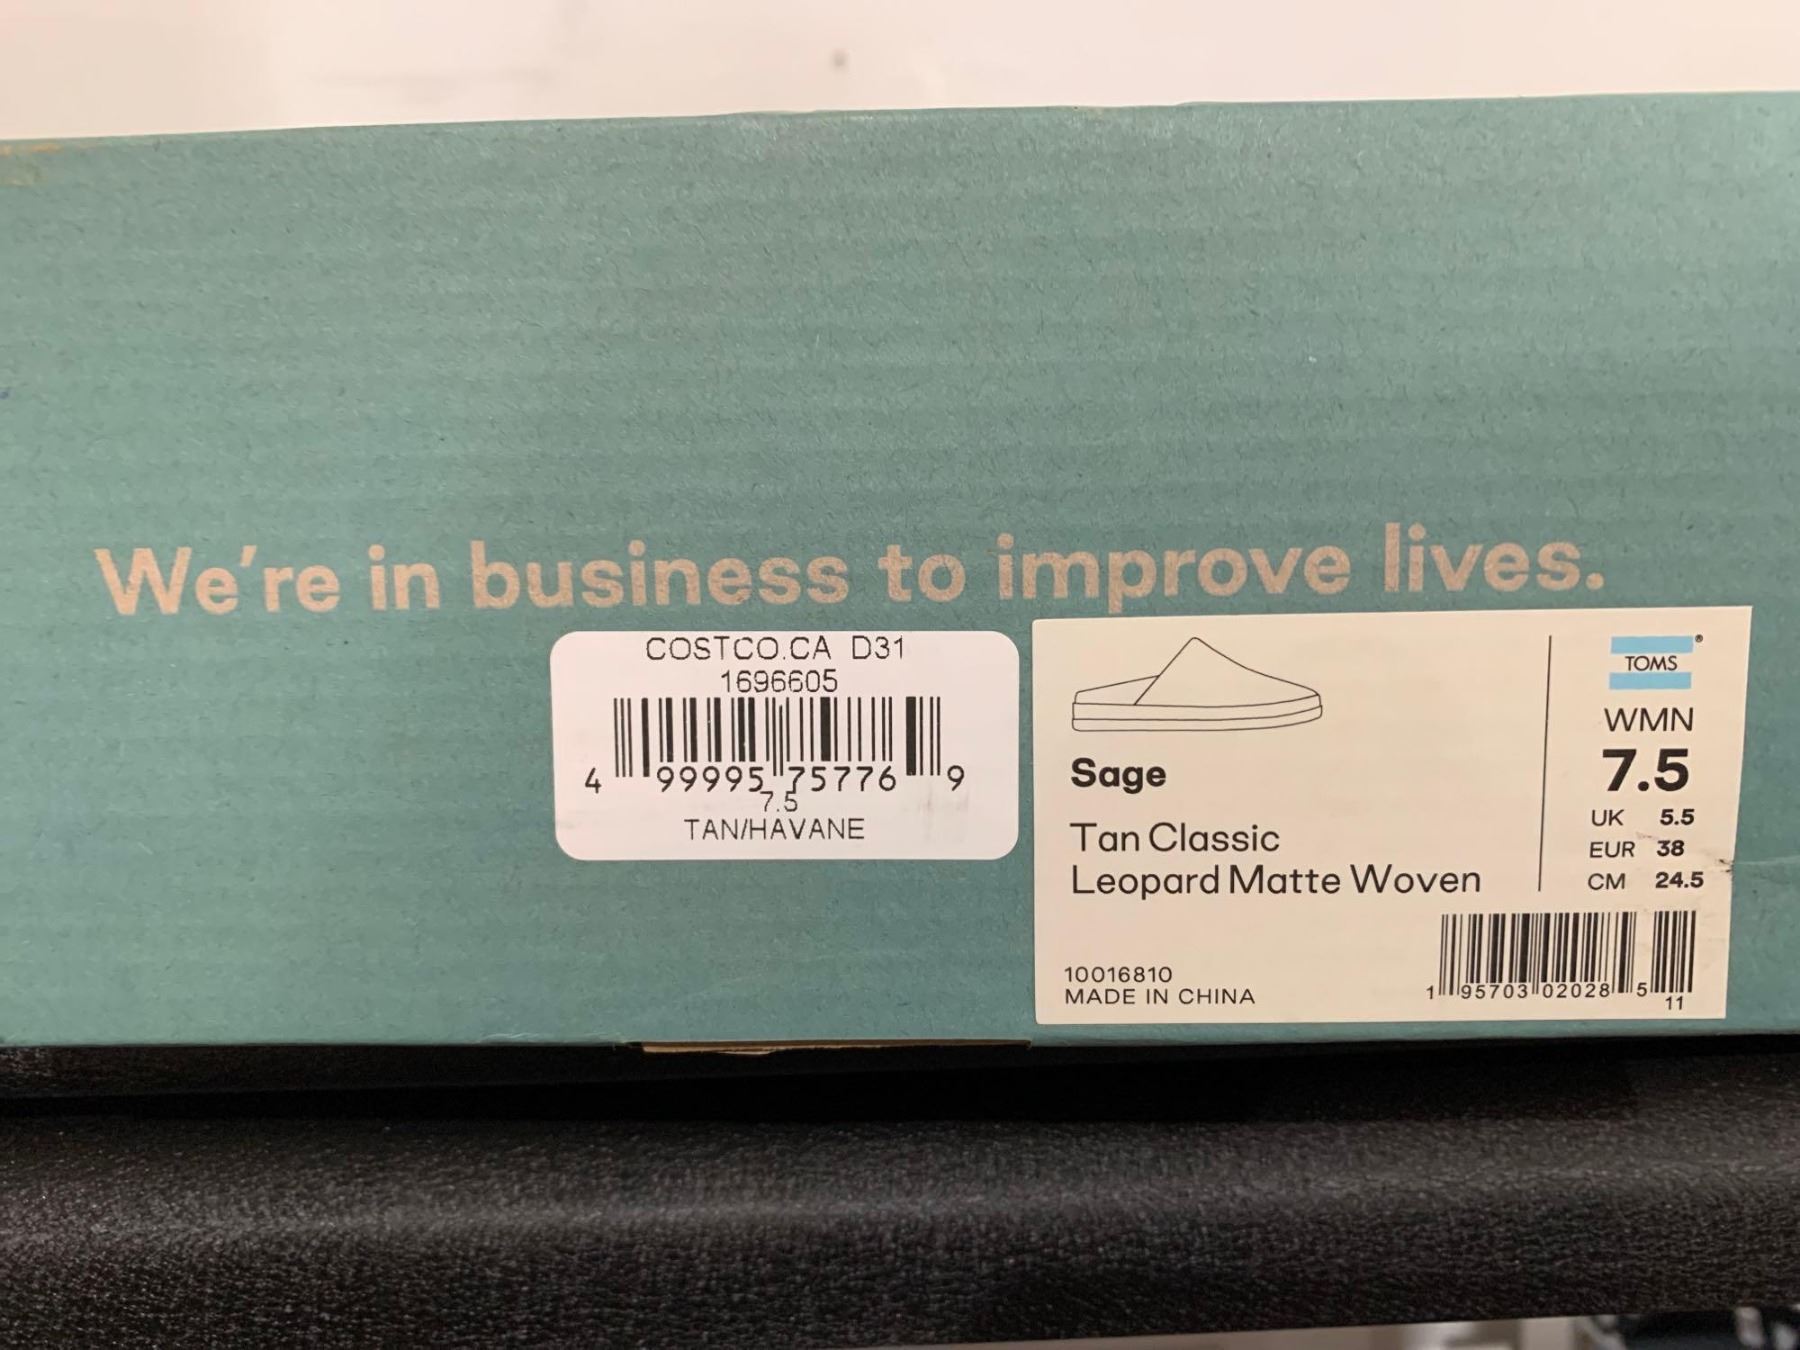 We're in business to improve lives.
COSTCO.CA D31
1696605
4 99995 75776 9
7.5
TAN/HAVANE
Sage
Tan Classic
Leopard Matte Woven
10016810
MADE IN CHINA
TOMS®
WMN
7.5
UK 5.5
EUR 38
CM 24.5
1 95703 02028 5 11